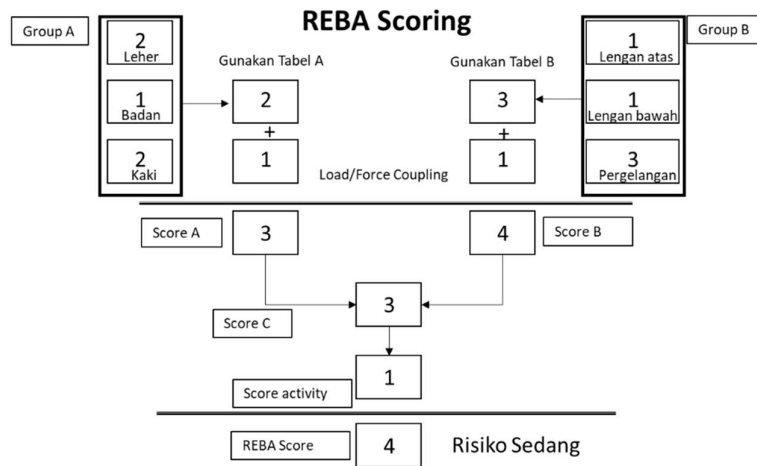 REBA Scoring
Group A
Group B
2
Leher
1
Badan
2
Kaki
Gunakan Tabel A
2
+
1
Gunakan Tabel B
3
+
1
Load/Force Coupling
1
Lengan atas
1
Lengan bawah
3
Pergelangan
Score A
3
4
Score B
3
Score C
1
Score activity
REBA Score
4
Risiko Sedang